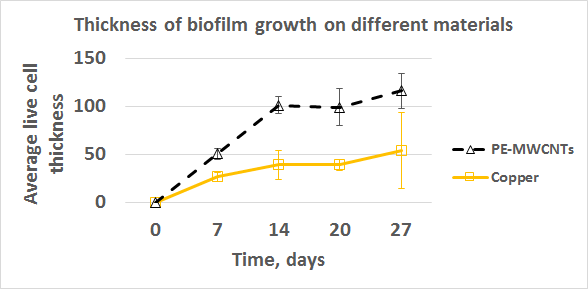 Thickness of biofilm growth on different materials
150
100
50
0
Average live cell
thickness
0 7 14 20 27
Time, days
PE-MWCNTs
Copper